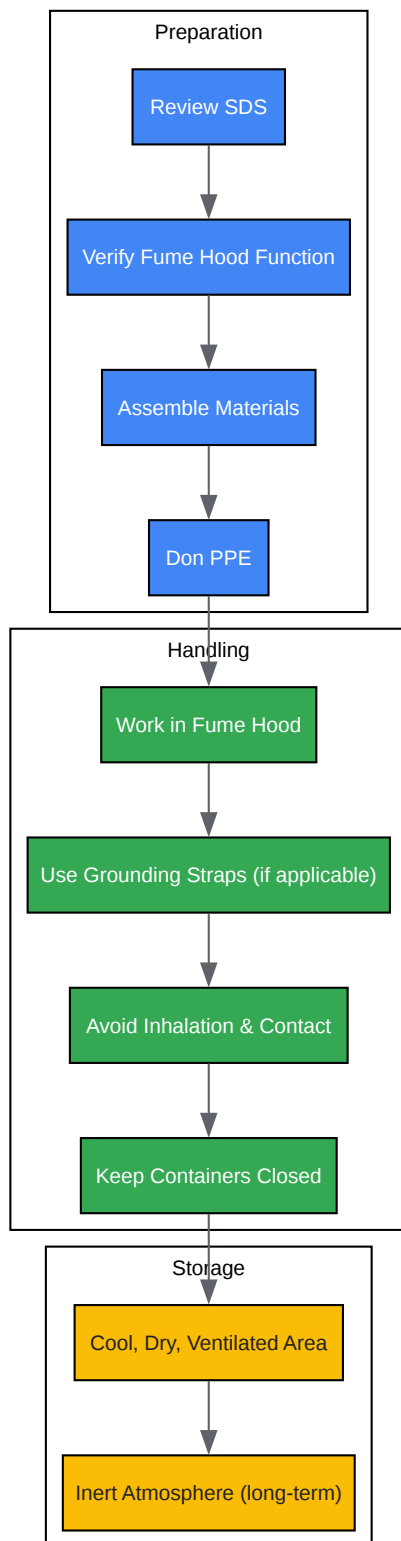 Preparation
Review SDS
Verify Fume Hood Function
Assemble Materials
Don PPE
Handling
Work in Fume Hood
Use Grounding Straps (if applicable)
Avoid Inhalation & Contact
Keep Containers Closed
Storage
Cool, Dry, Ventilated Area
Inert Atmosphere (long-term)